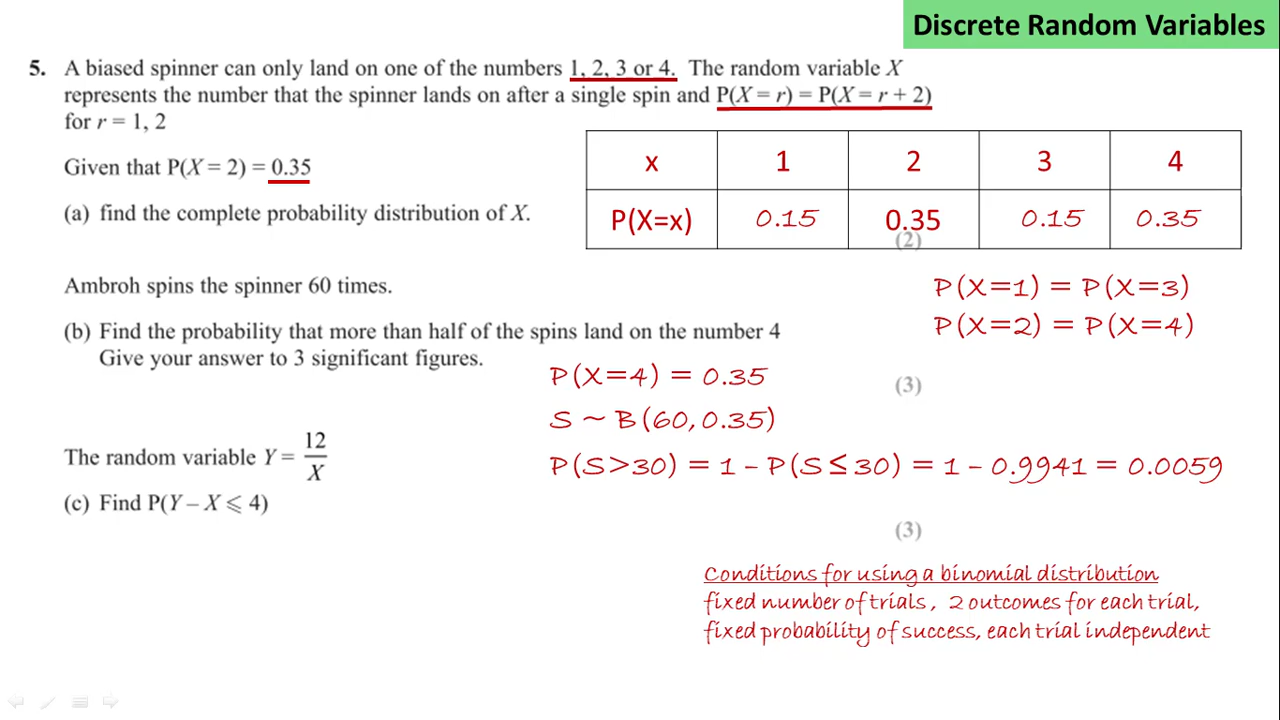 Discrete Random Variables
5. A biased spinner can only land on one of the numbers 1, 2, 3 or 4. The random variable X
represents the number that the spinner lands on after a single spin and P(X = r) = P(X = r + 2)
for r = 1, 2
Given that P(X = 2) = 0.35
(a) find the complete probability distribution of X.
x 1 2 3 4
P(X=x) 0.15 0.35 0.15 0.35
(2)
P(X=1) = P(X=3)
P(X=2) = P(X=4)
Ambroh spins the spinner 60 times.
(b) Find the probability that more than half of the spins land on the number 4
Give your answer to 3 significant figures.
(3)
P(X=4) = 0.35
S ~ B(60,0.35)
P(S>30) = 1 - P(S≤30) = 1 - 0.9941 = 0.0059
The random variable Y = 12/X
(c) Find P(Y – X ⩽ 4)
(3)
Conditions for using a binomial distribution
fixed number of trials, 2 outcomes for each trial,
fixed probability of success, each trial independent